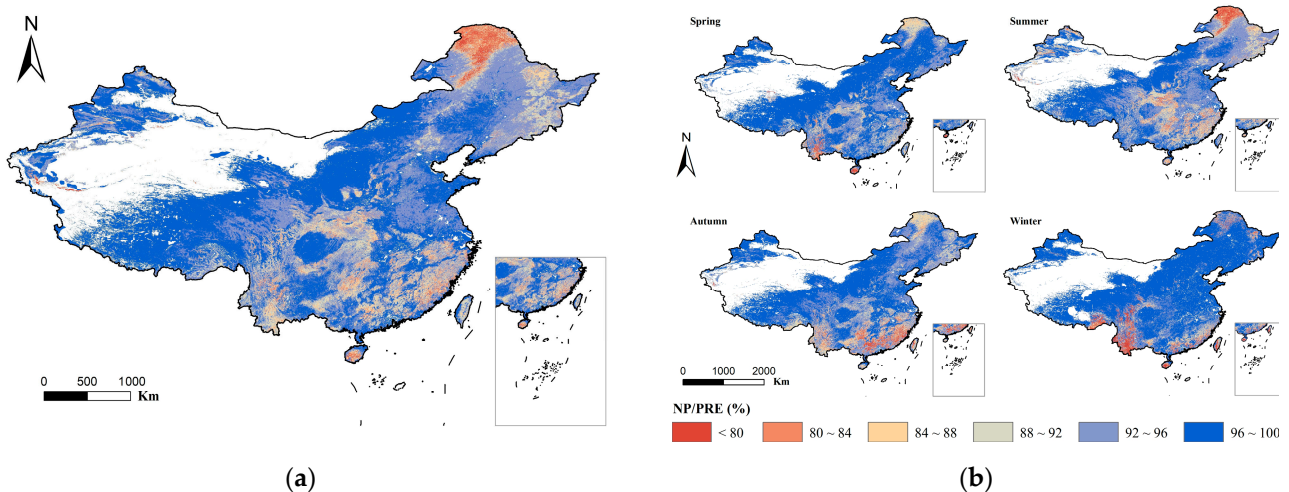 N
0 500 1000
Km
(a)
Spring
Summer
N
Autumn
Winter
0 1000 2000
Km
NP/PRE (%)
< 80
80 ~ 84
84 ~ 88
88 ~ 92
92 ~ 96
96 ~ 100
(b)